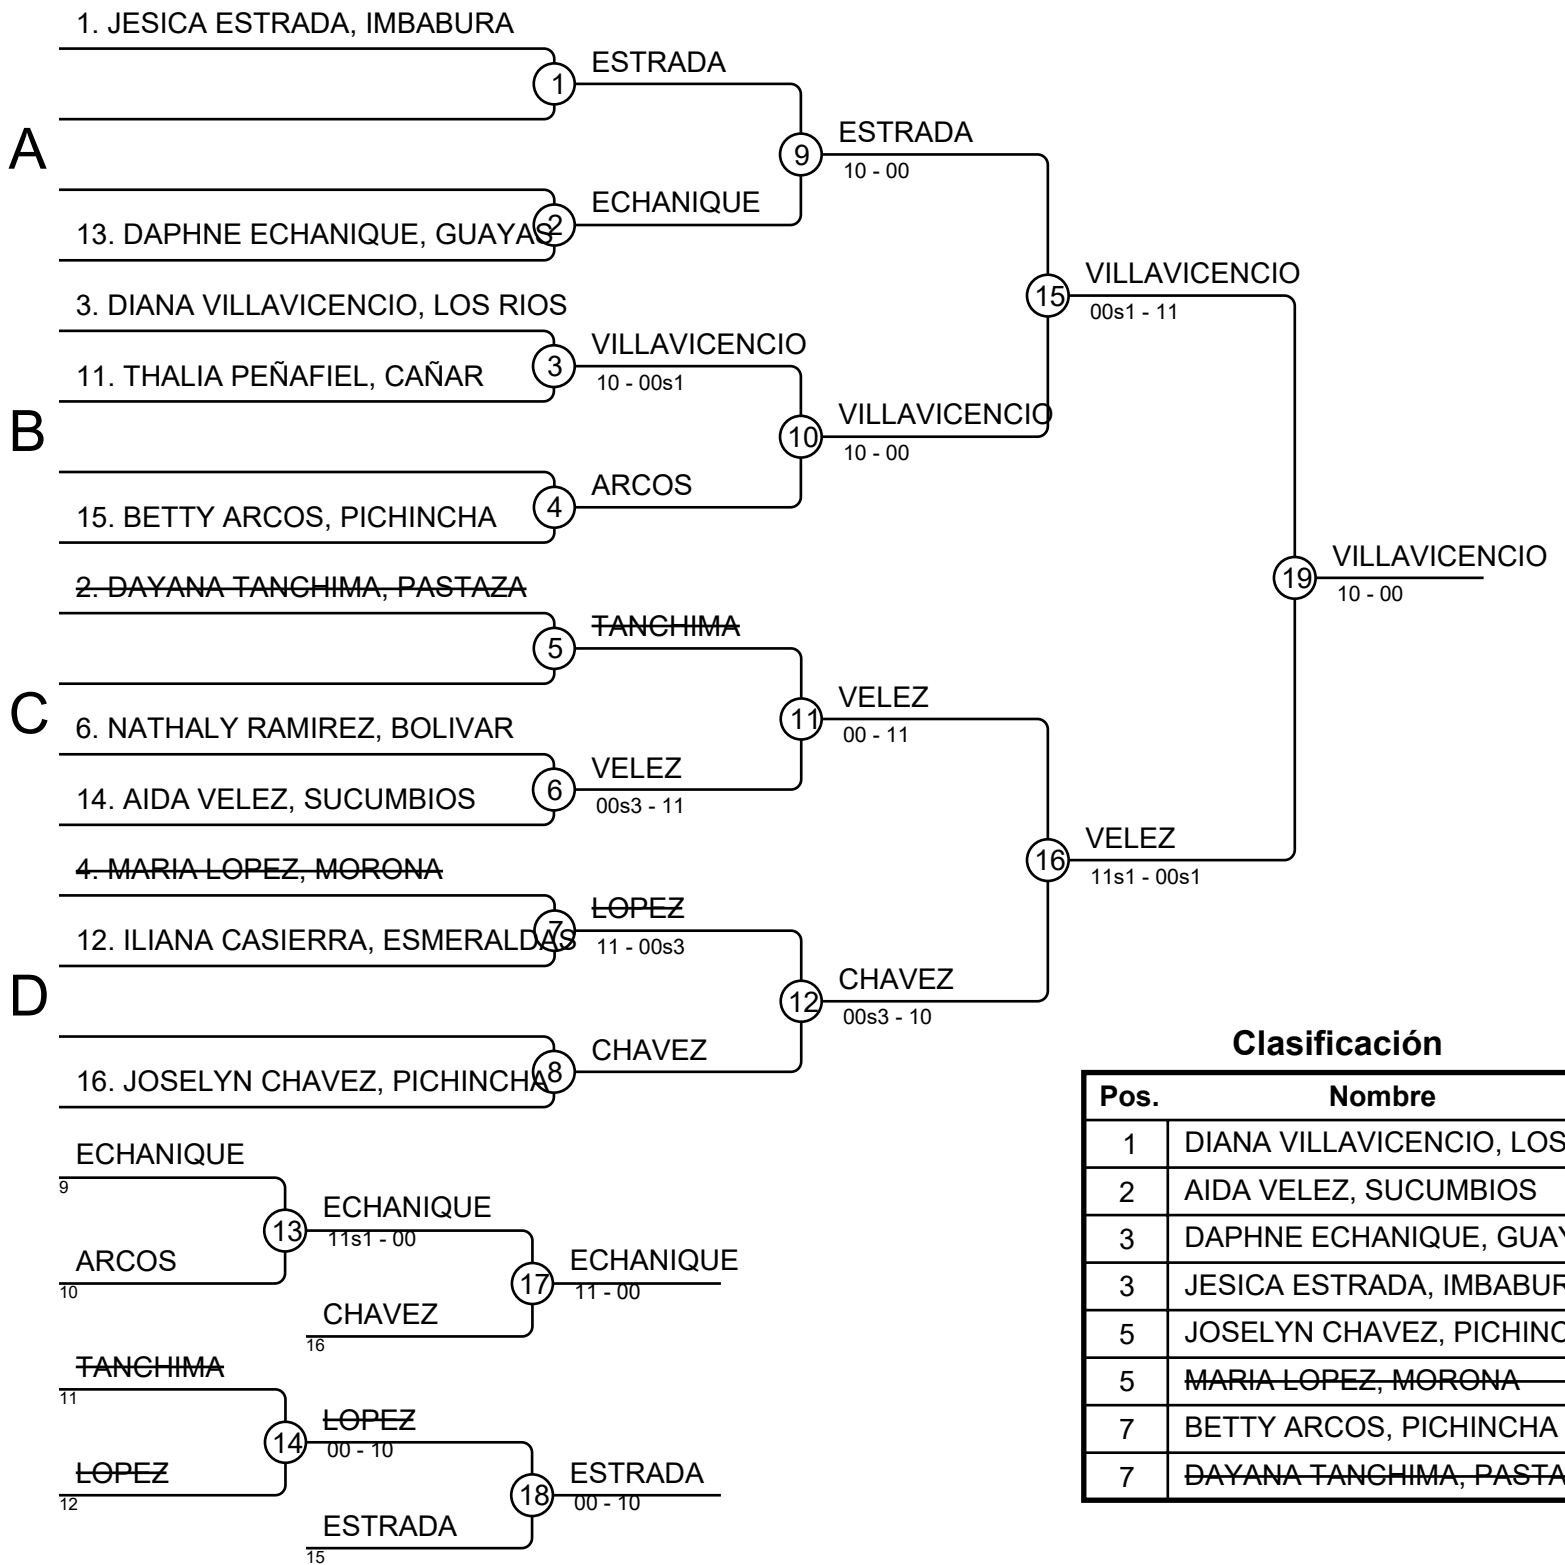 1. JESICA ESTRADA, IMBABURA
1
ESTRADA
A
9
ESTRADA
10 - 00
2
ECHANIQUE
13. DAPHNE ECHANIQUE, GUAYAS
3. DIANA VILLAVICENCIO, LOS RIOS
15
VILLAVICENCIO
00s1 - 11
3
VILLAVICENCIO
10 - 00s1
11. THALIA PEÑAFIEL, CAÑAR
B
10
VILLAVICENCIO
10 - 00
4
ARCOS
15. BETTY ARCOS, PICHINCHA
19
VILLAVICENCIO
10 - 00
2. DAYANA TANCHIMA, PASTAZA
5
TANCHIMA
C
11
VELEZ
00 - 11
6. NATHALY RAMIREZ, BOLIVAR
6
VELEZ
00s3 - 11
14. AIDA VELEZ, SUCUMBIOS
16
VELEZ
11s1 - 00s1
4. MARIA LOPEZ, MORONA
7
LOPEZ
11 - 00s3
12. ILIANA CASIERRA, ESMERALDAS
D
12
CHAVEZ
00s3 - 10
8
CHAVEZ
16. JOSELYN CHAVEZ, PICHINCHA
ECHANIQUE
9
13
ECHANIQUE
11s1 - 00
ARCOS
10
17
ECHANIQUE
11 - 00
CHAVEZ
16
TANCHIMA
11
14
LOPEZ
00 - 10
LOPEZ
12
18
ESTRADA
00 - 10
ESTRADA
15
Clasificación
Pos. Nombre
1 DIANA VILLAVICENCIO, LOS
2 AIDA VELEZ, SUCUMBIOS
3 DAPHNE ECHANIQUE, GUAY
3 JESICA ESTRADA, IMBABUR
5 JOSELYN CHAVEZ, PICHINC
5 MARIA LOPEZ, MORONA
7 BETTY ARCOS, PICHINCHA
7 DAYANA TANCHIMA, PASTA